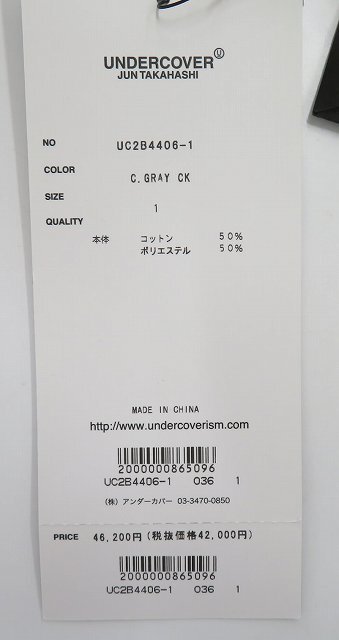 UNDERCOVER Ⓤ
JUN TAKAHASHI
NO UC2B4406-1
COLOR C.GRAY CK
SIZE 1
QUALITY
本体 コットン 50%
ポリエステル 50%
MADE IN CHINA
http://www.undercoverism.com
2000000865096
UC2B4406-1 036 1
(株) アンダーカバー 03-3470-0850
PRICE 46,200円(税抜価格42,000円)
2000000865096
UC2B4406-1 036 1